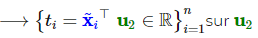 ⟶ {tᵢ = x̃ᵢ^⊤ u₂ ∈ ℝ}ⁿᵢ₌₁ sur u₂